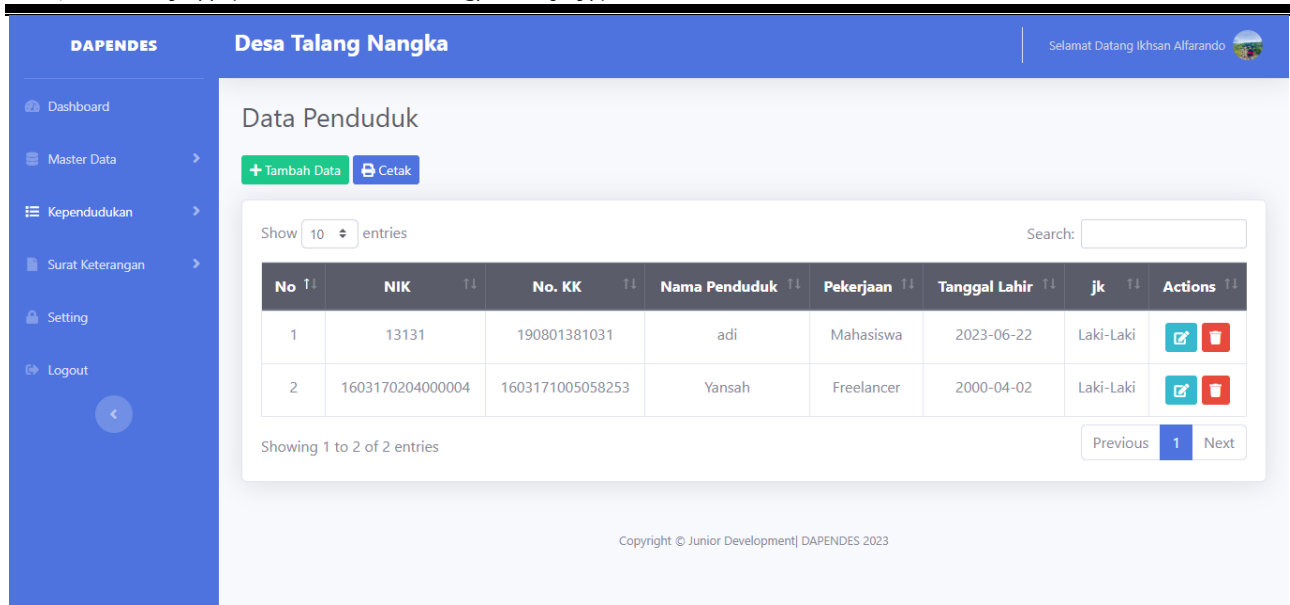 DAPENDES
Desa Talang Nangka
Selamat Datang Ikhsan Alfarando
Dashboard
Master Data
Kependudukan
Surat Keterangan
Setting
Logout
Data Penduduk
Tambah Data Cetak
Show 10 entries Search:
No NIK No. KK Nama Penduduk Pekerjaan Tanggal Lahir jk Actions
1 13131 190801381031 adi Mahasiswa 2023-06-22 Laki-Laki
2 1603170204000004 1603171005058253 Yansah Freelancer 2000-04-02 Laki-Laki
Showing 1 to 2 of 2 entries Previous 1 Next
Copyright © Junior Development| DAPENDES 2023